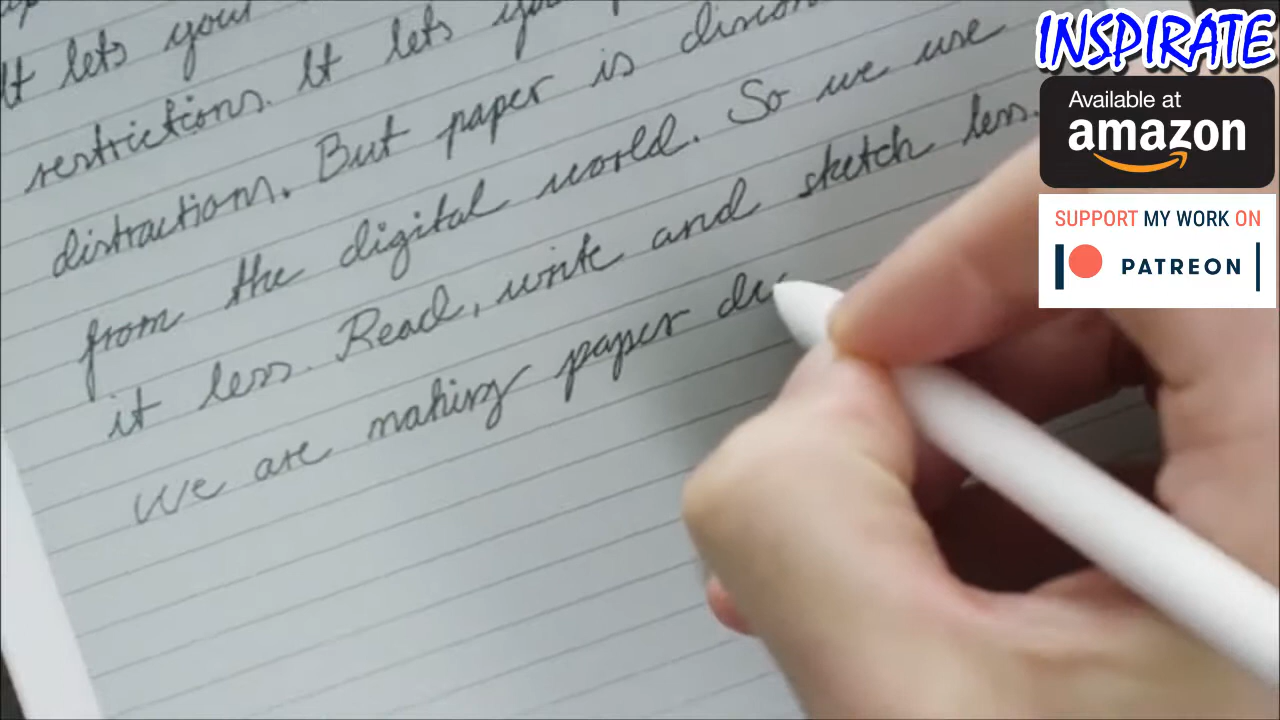 It lets your
restrictions. It lets
distractions. But paper is
from the digital world. So we use
it less. Read, write and sketch less.
We are making paper
INSPIRATE
Available at
amazon
SUPPORT MY WORK ON
PATREON